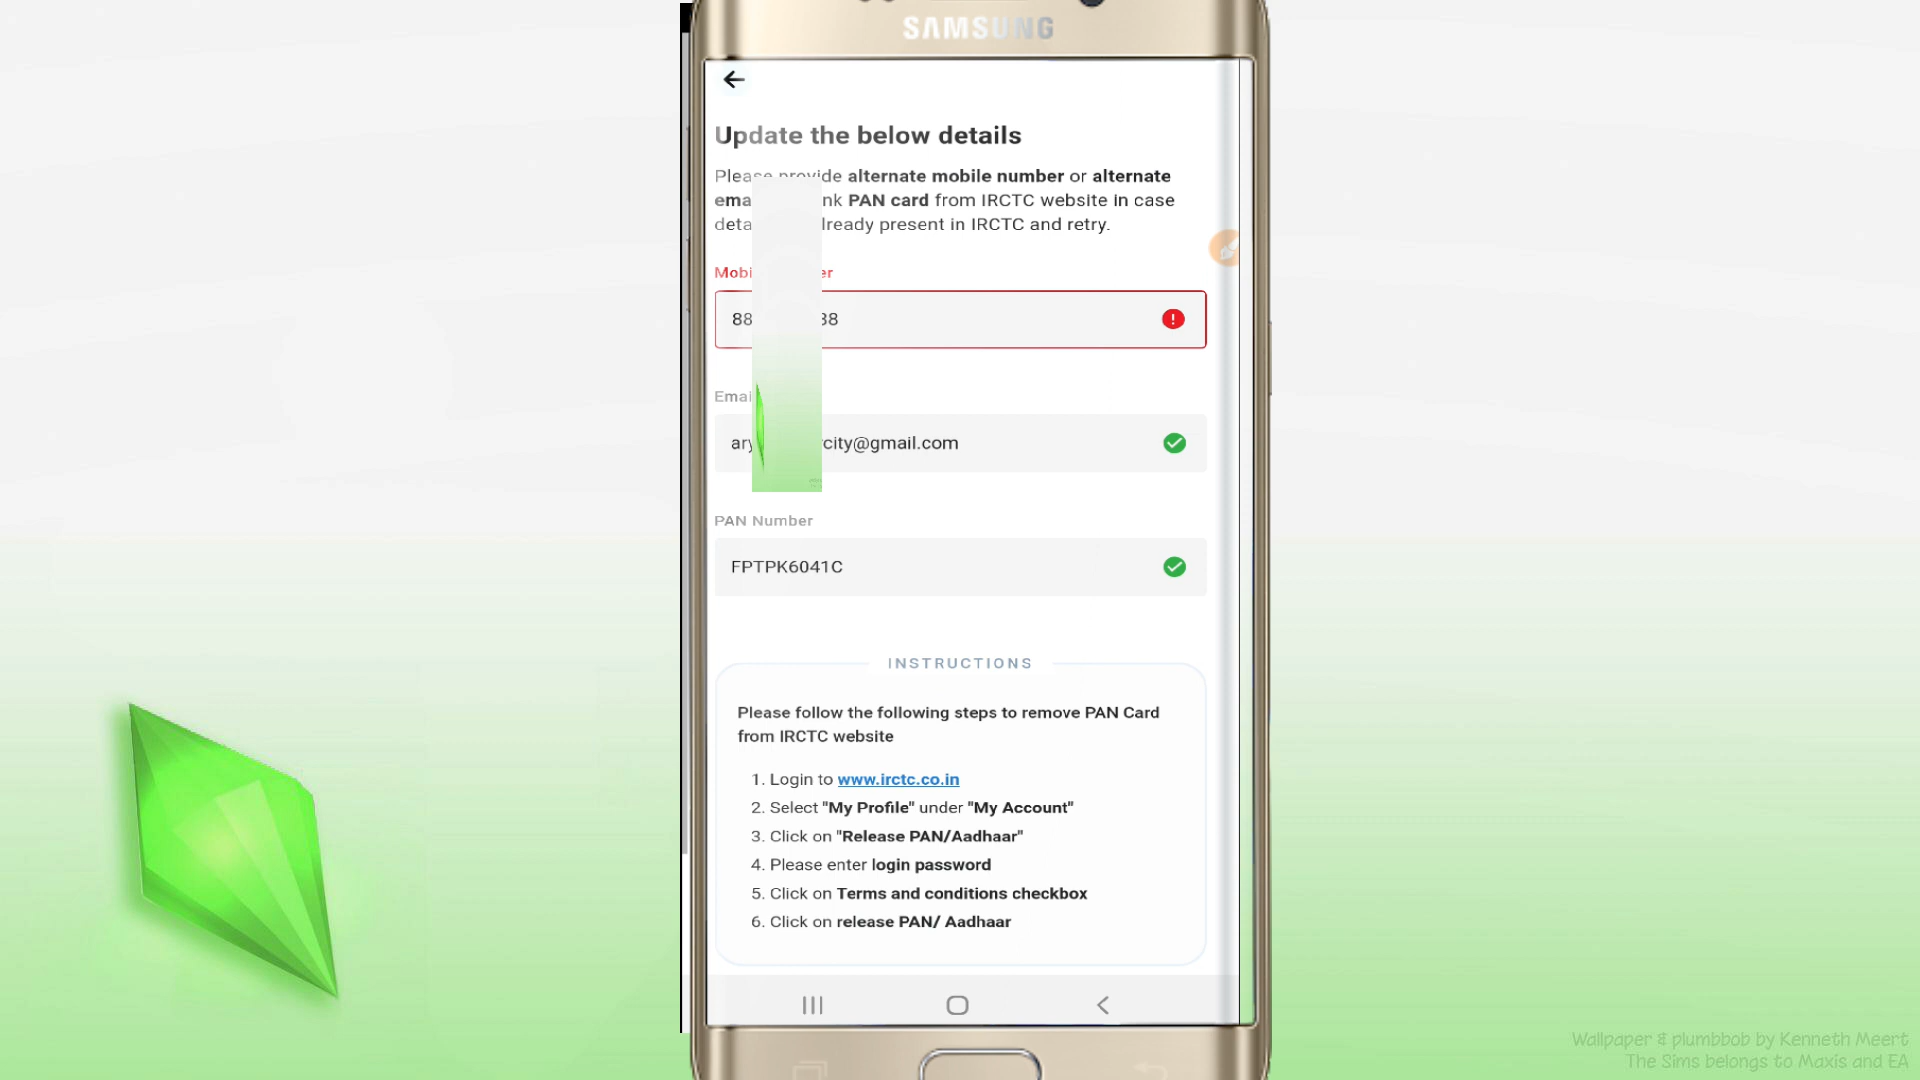 SAMSUNG
Update the below details
Please provide alternate mobile number or alternate
ema nk PAN card from IRCTC website in case
deta lready present in IRCTC and retry.
Mobi er
88 38
Emai
ary rcity@gmail.com
PAN Number
FPTPK6041C
INSTRUCTIONS
Please follow the following steps to remove PAN Card
from IRCTC website
1. Login to www.irctc.co.in
2. Select "My Profile" under "My Account"
3. Click on "Release PAN/Aadhaar"
4. Please enter login password
5. Click on Terms and conditions checkbox
6. Click on release PAN/ Aadhaar
Wallpaper & plumbbob by Kenneth Meert
The Sims belongs to Maxis and EA